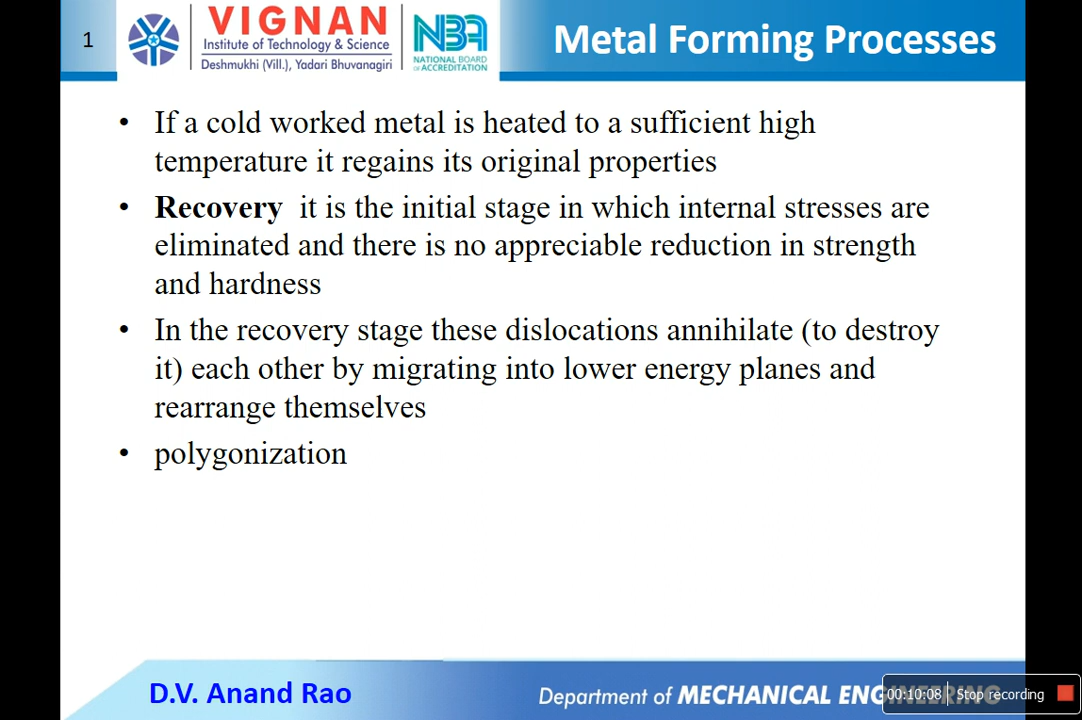 1
VIGNAN
Institute of Technology & Science
Deshmukhi (Vill.), Yadari Bhuvanagiri
NBA
NATIONAL BOARD
OF ACCREDITATION
Metal Forming Processes
• If a cold worked metal is heated to a sufficient high
temperature it regains its original properties
• Recovery it is the initial stage in which internal stresses are
eliminated and there is no appreciable reduction in strength
and hardness
• In the recovery stage these dislocations annihilate (to destroy
it) each other by migrating into lower energy planes and
rearrange themselves
• polygonization
D.V. Anand Rao
Department of MECHANICAL ENGINEERING
00:10:08 Stop recording